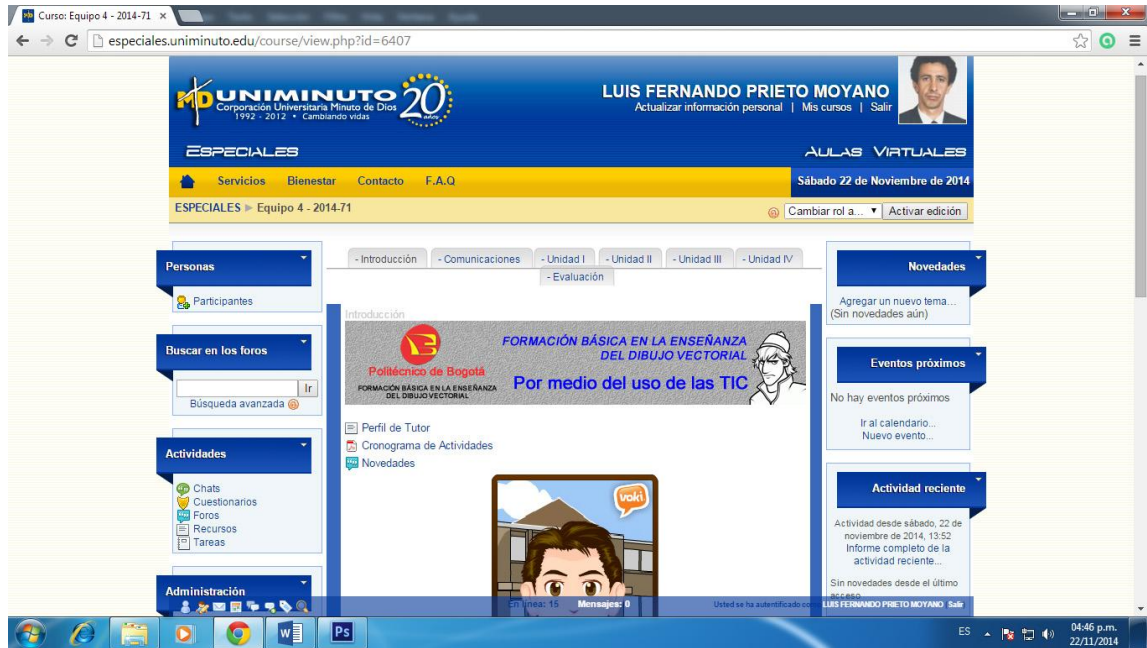 Curso: Equipo 4 - 2014-71
especiales.uniminuto.edu/course/view.php?id=6407
UNIMINUTO 20 años
Corporación Universitaria Minuto de Dios
1992 - 2012 • Cambiando vidas
LUIS FERNANDO PRIETO MOYANO
Actualizar información personal | Mis cursos | Salir
ESPECIALES
AULAS VIRTUALES
Servicios Bienestar Contacto F.A.Q
Sábado 22 de Noviembre de 2014
ESPECIALES ► Equipo 4 - 2014-71
Cambiar rol a... Activar edición
Personas
Participantes
Buscar en los foros
Ir
Búsqueda avanzada
Actividades
Chats
Cuestionarios
Foros
Recursos
Tareas
Administración
- Introducción - Comunicaciones - Unidad I - Unidad II - Unidad III - Unidad IV
- Evaluación
Introducción
Politécnico de Bogotá
FORMACIÓN BÁSICA EN LA ENSEÑANZA
DEL DIBUJO VECTORIAL
FORMACIÓN BÁSICA EN LA ENSEÑANZA
DEL DIBUJO VECTORIAL
Por medio del uso de las TIC
Perfil de Tutor
Cronograma de Actividades
Novedades
voki
Novedades
Agregar un nuevo tema...
(Sin novedades aún)
Eventos próximos
No hay eventos próximos
Ir al calendario...
Nuevo evento...
Actividad reciente
Actividad desde sábado, 22 de
noviembre de 2014, 13:52
Informe completo de la
actividad reciente...
Sin novedades desde el último
acceso
En línea: 15 Mensajes: 0
Usted se ha autentificado como LUIS FERNANDO PRIETO MOYANO Salir
W
Ps
ES
04:46 p.m.
22/11/2014